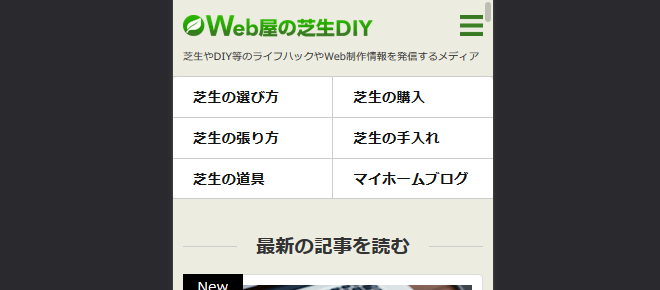 Web屋の芝生DIY
芝生やDIY等のライフハックやWeb制作情報を発信するメディア
芝生の選び方
芝生の購入
芝生の張り方
芝生の手入れ
芝生の道具
マイホームブログ
最新の記事を読む
New